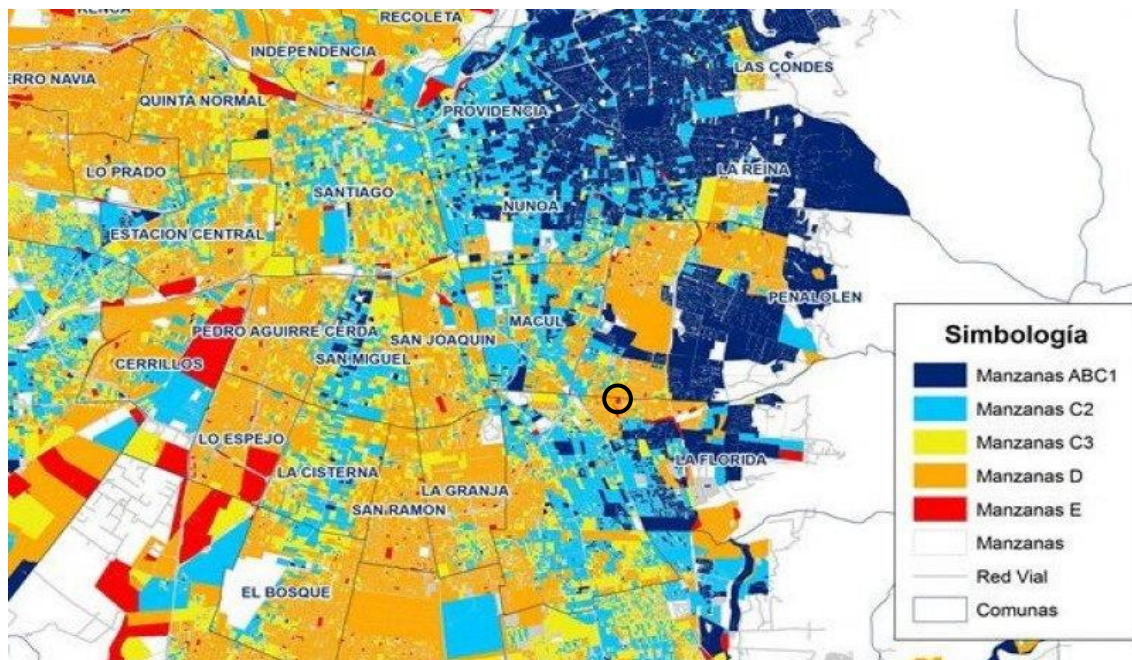 RENCA
RECOLETA
INDEPENDENCIA
ERRO NAVIA
LAS CONDES
QUINTA NORMAL
PROVIDENCIA
LO PRADO
LA REINA
SANTIAGO
NUNOA
ESTACION CENTRAL
PENALOLEN
MACUL
PEDRO AGUIRRE CERDA
SAN JOAQUIN
SAN MIGUEL
CERRILLOS
LO ESPEJO
LA FLORIDA
LA CISTERNA
LA GRANJA
SAN RAMON
EL BOSQUE
Simbología
Manzanas ABC1
Manzanas C2
Manzanas C3
Manzanas D
Manzanas E
Manzanas
Red Vial
Comunas